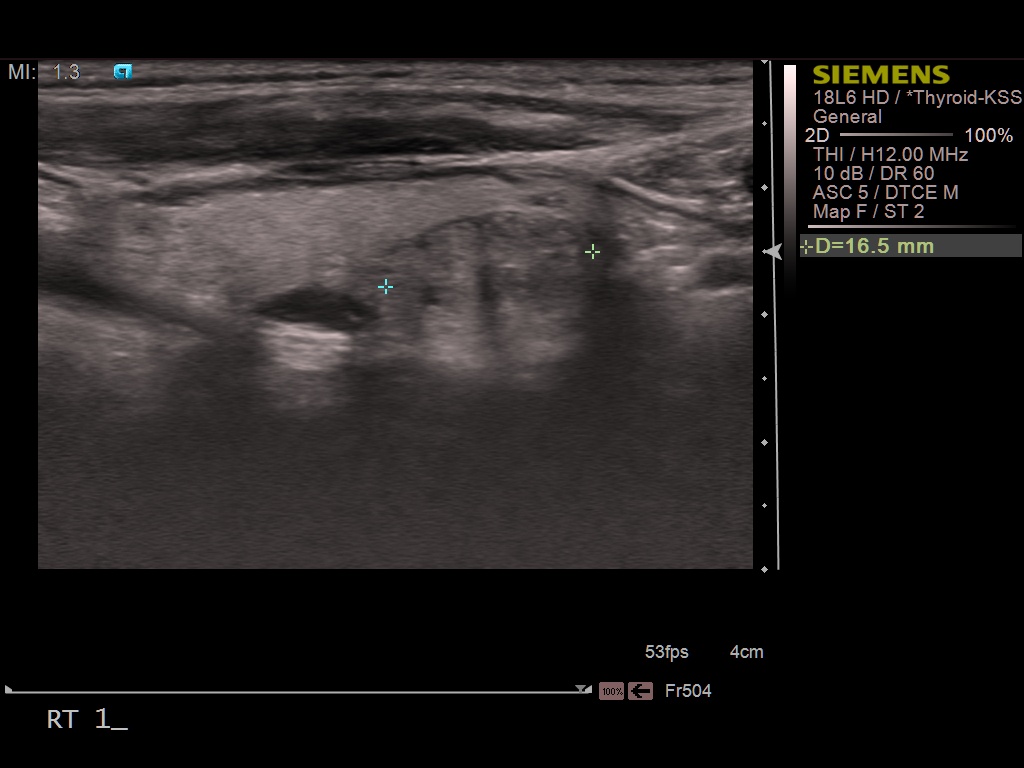 MI: 1.3
SIEMENS
18L6 HD / *Thyroid-KSS
General
2D 100%
THI / H12.00 MHz
10 dB / DR 60
ASC 5 / DTCE M
Map F / ST 2
D=16.5 mm
53fps 4cm
100% Fr504
RT 1_